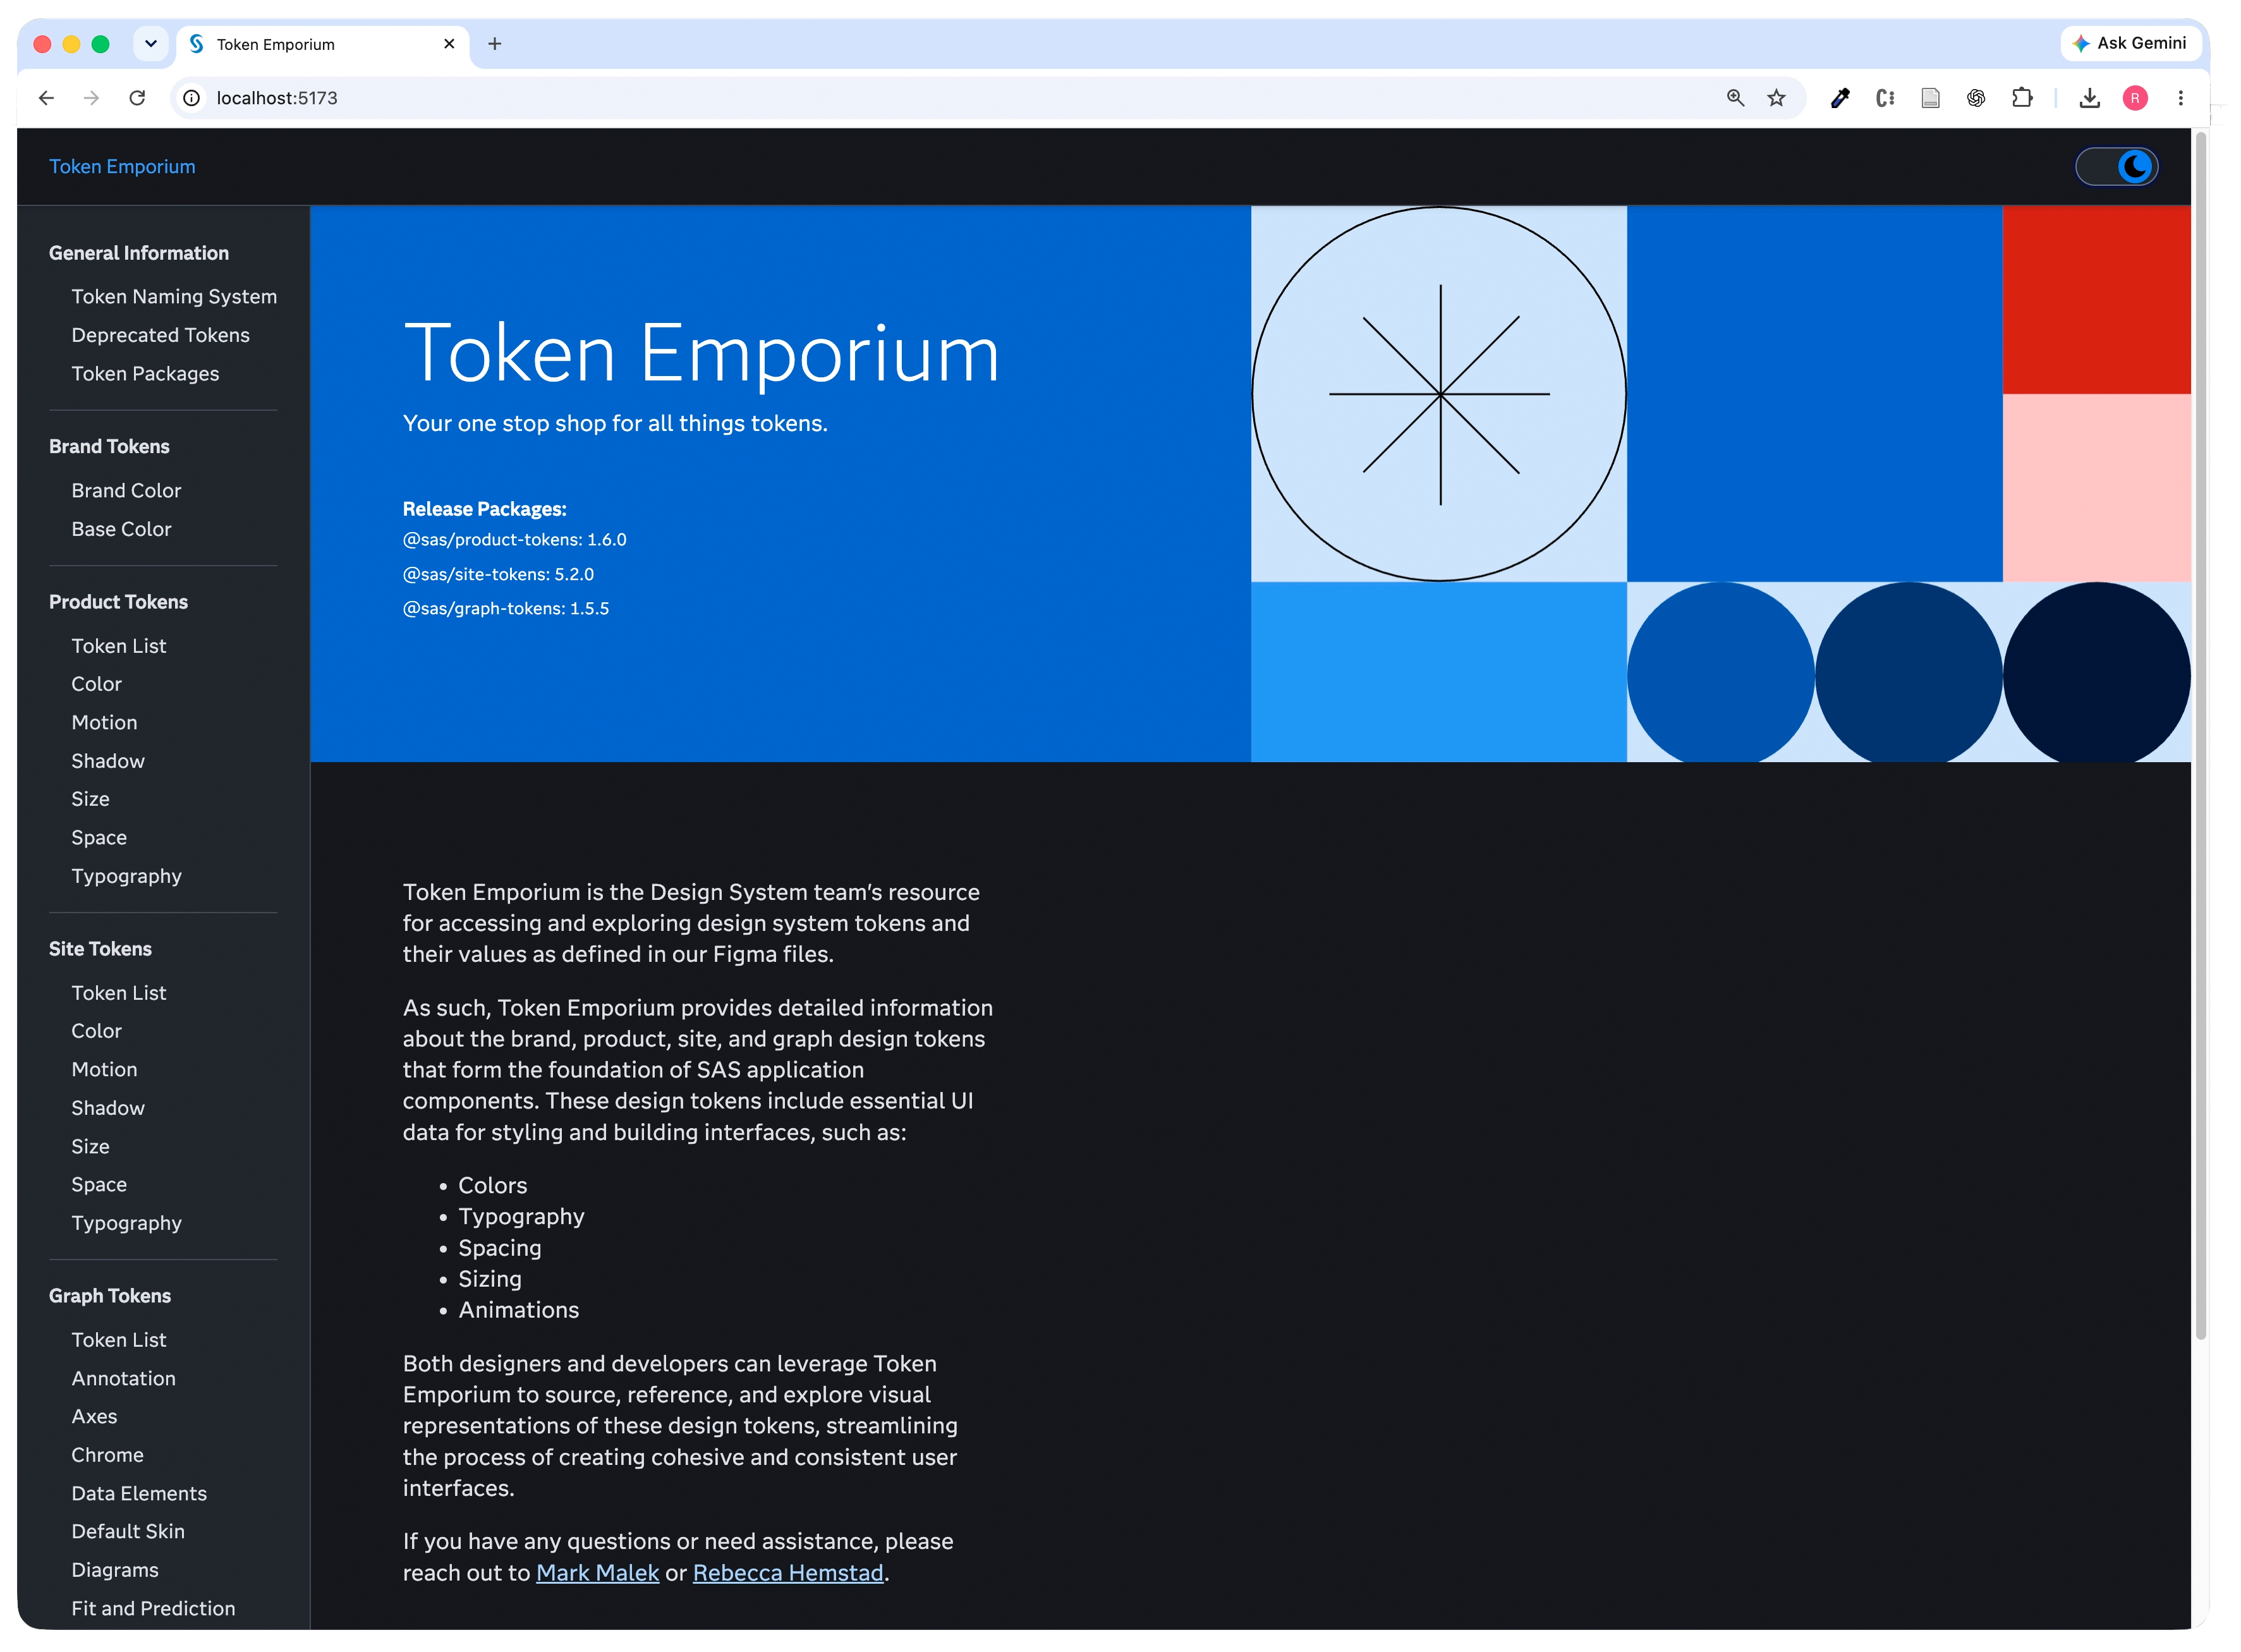 Token Emporium
Ask Gemini
localhost:5173
R
Token Emporium
General Information
Token Naming System
Deprecated Tokens
Token Packages
Brand Tokens
Brand Color
Base Color
Product Tokens
Token List
Color
Motion
Shadow
Size
Space
Typography
Site Tokens
Token List
Color
Motion
Shadow
Size
Space
Typography
Graph Tokens
Token List
Annotation
Axes
Chrome
Data Elements
Default Skin
Diagrams
Fit and Prediction
Token Emporium
Your one stop shop for all things tokens.
Release Packages:
@sas/product-tokens: 1.6.0
@sas/site-tokens: 5.2.0
@sas/graph-tokens: 1.5.5
Token Emporium is the Design System team’s resource
for accessing and exploring design system tokens and
their values as defined in our Figma files.
As such, Token Emporium provides detailed information
about the brand, product, site, and graph design tokens
that form the foundation of SAS application
components. These design tokens include essential UI
data for styling and building interfaces, such as:
• Colors
• Typography
• Spacing
• Sizing
• Animations
Both designers and developers can leverage Token
Emporium to source, reference, and explore visual
representations of these design tokens, streamlining
the process of creating cohesive and consistent user
interfaces.
If you have any questions or need assistance, please
reach out to Mark Malek or Rebecca Hemstad.